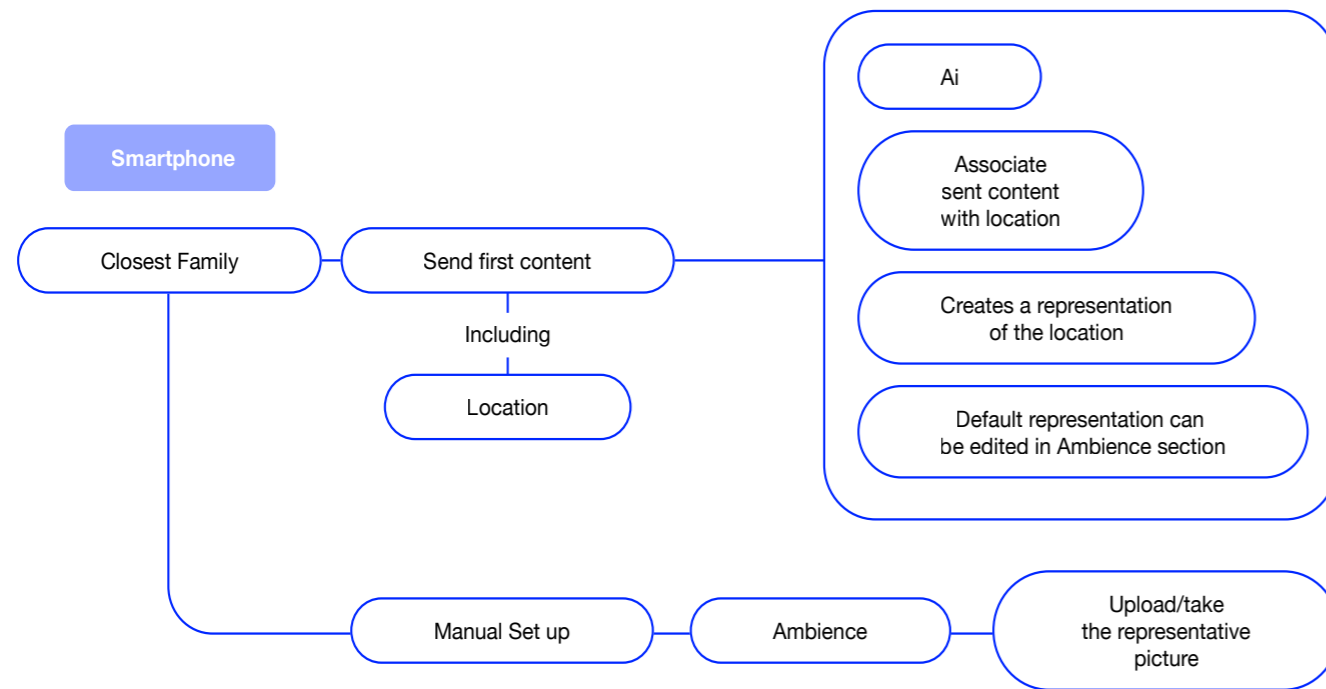 Smartphone
Closest Family
Send first content
Including
Location
Ai
Associate
sent content
with location
Creates a representation
of the location
Default representation can
be edited in Ambience section
Manual Set up
Ambience
Upload/take
the representative
picture